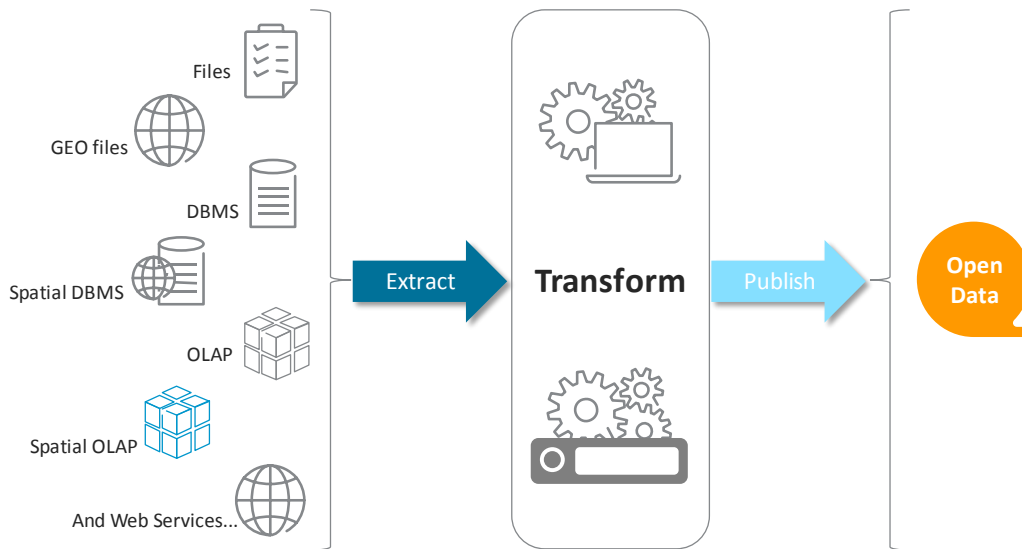 Files
GEO files
DBMS
Spatial DBMS
OLAP
Spatial OLAP
And Web Services...
Extract
Transform
Publish
Open
Data